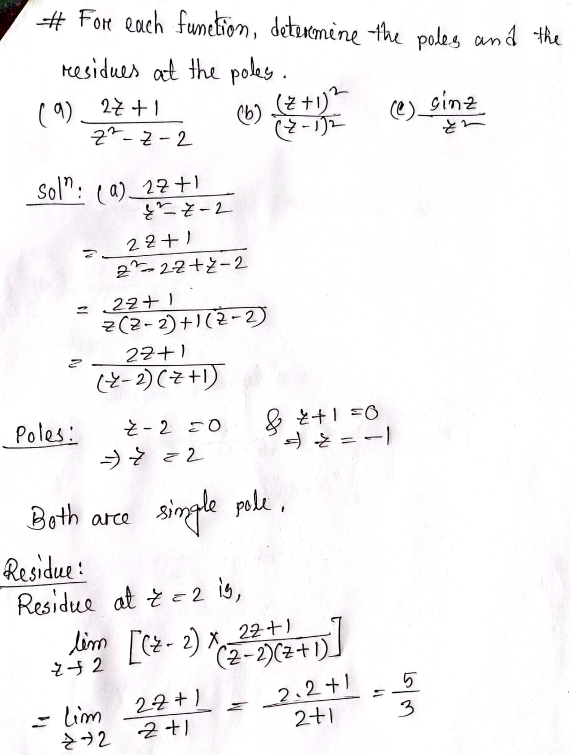 # For each function, determine the poles and the
residues at the poles.
(a) (2z+1)/(z²-z-2) (b) (z+1)²/(z-1)² (c) sinz/z²
Solⁿ: (a) (2z+1)/(z²-z-2)
= (2z+1)/(z²-2z+z-2)
= (2z+1)/(z(z-2)+1(z-2))
= (2z+1)/((z-2)(z+1))
Poles: z-2=0 & z+1=0
⇒ z=2 ⇒ z=-1
Both are single pole.
Residue:
Residue at z=2 is,
lim z→2 [(z-2) × (2z+1)/((z-2)(z+1))]
= lim z→2 (2z+1)/(z+1) = (2.2+1)/(2+1) = 5/3